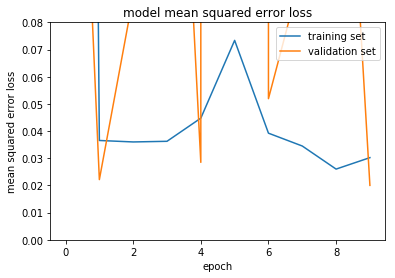 model mean squared error loss
training set
validation set
mean squared error loss
0.08
0.07
0.06
0.05
0.04
0.03
0.02
0.01
0.00
0 2 4 6 8
epoch